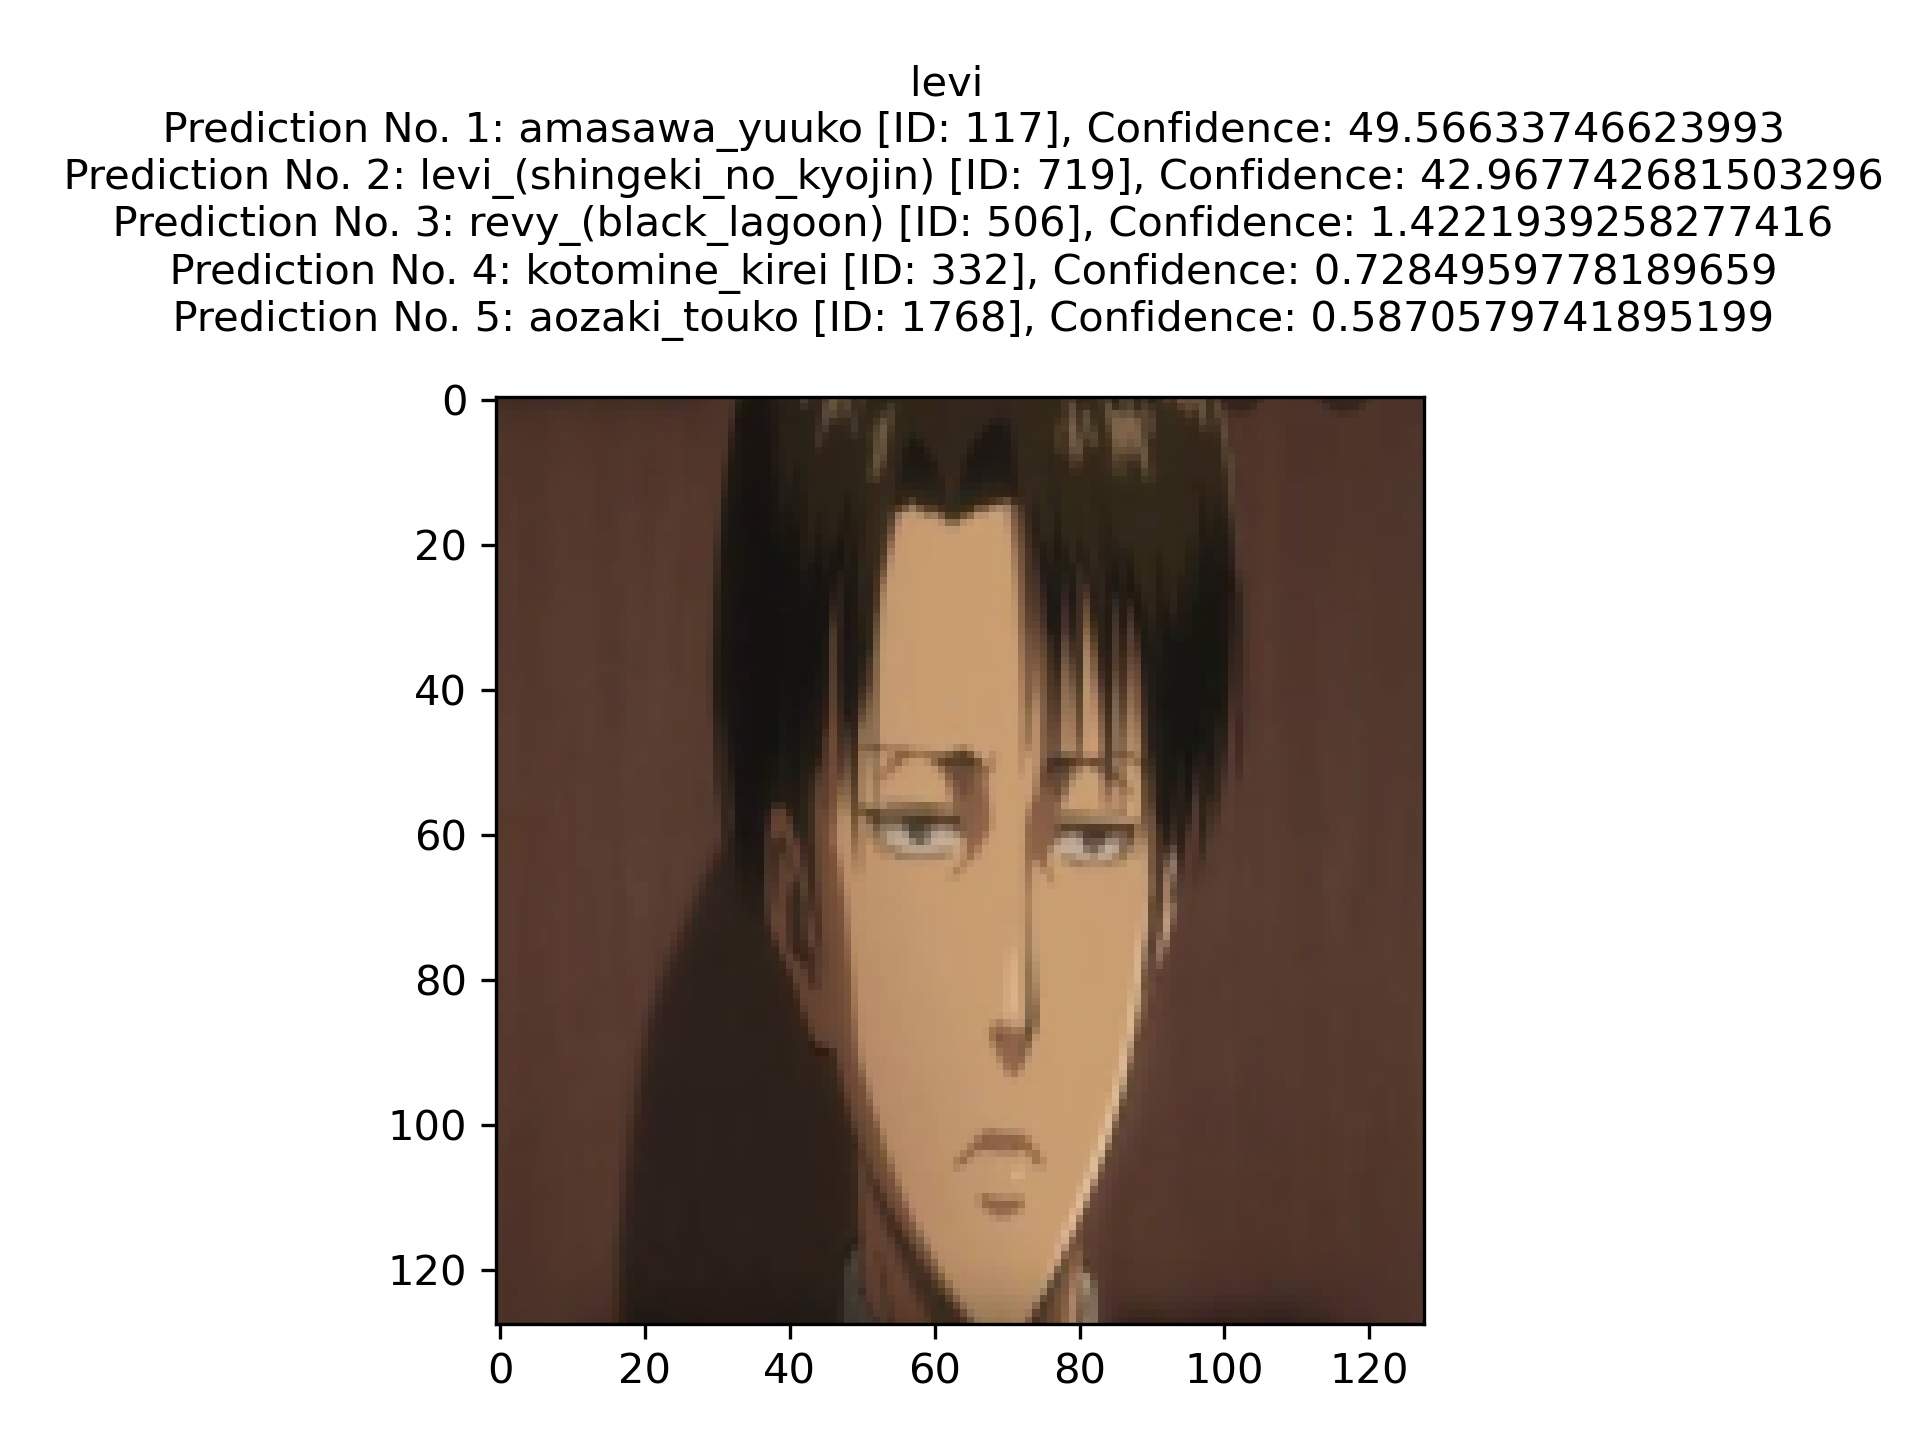 levi
Prediction No. 1: amasawa_yuuko [ID: 117], Confidence: 49.56633746623993
Prediction No. 2: levi_(shingeki_no_kyojin) [ID: 719], Confidence: 42.967742681503296
Prediction No. 3: revy_(black_lagoon) [ID: 506], Confidence: 1.4221939258277416
Prediction No. 4: kotomine_kirei [ID: 332], Confidence: 0.7284959778189659
Prediction No. 5: aozaki_touko [ID: 1768], Confidence: 0.5870579741895199
0
20
40
60
80
100
120
0 20 40 60 80 100 120